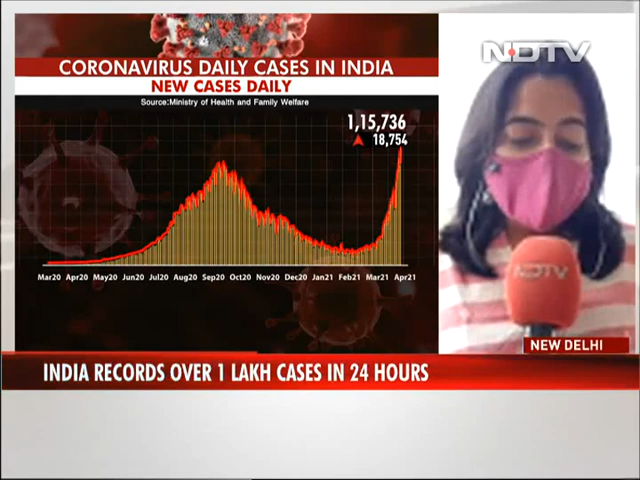 NDTV
CORONAVIRUS DAILY CASES IN INDIA
NEW CASES DAILY
Source:Ministry of Health and Family Welfare
1,15,736
▲ 18,754
Mar20 Apr20 May20 Jun20 Jul20 Aug20 Sep20 Oct20 Nov20 Dec20 Jan21 Feb21 Mar21 Apr21
NDTV
NEW DELHI
INDIA RECORDS OVER 1 LAKH CASES IN 24 HOURS